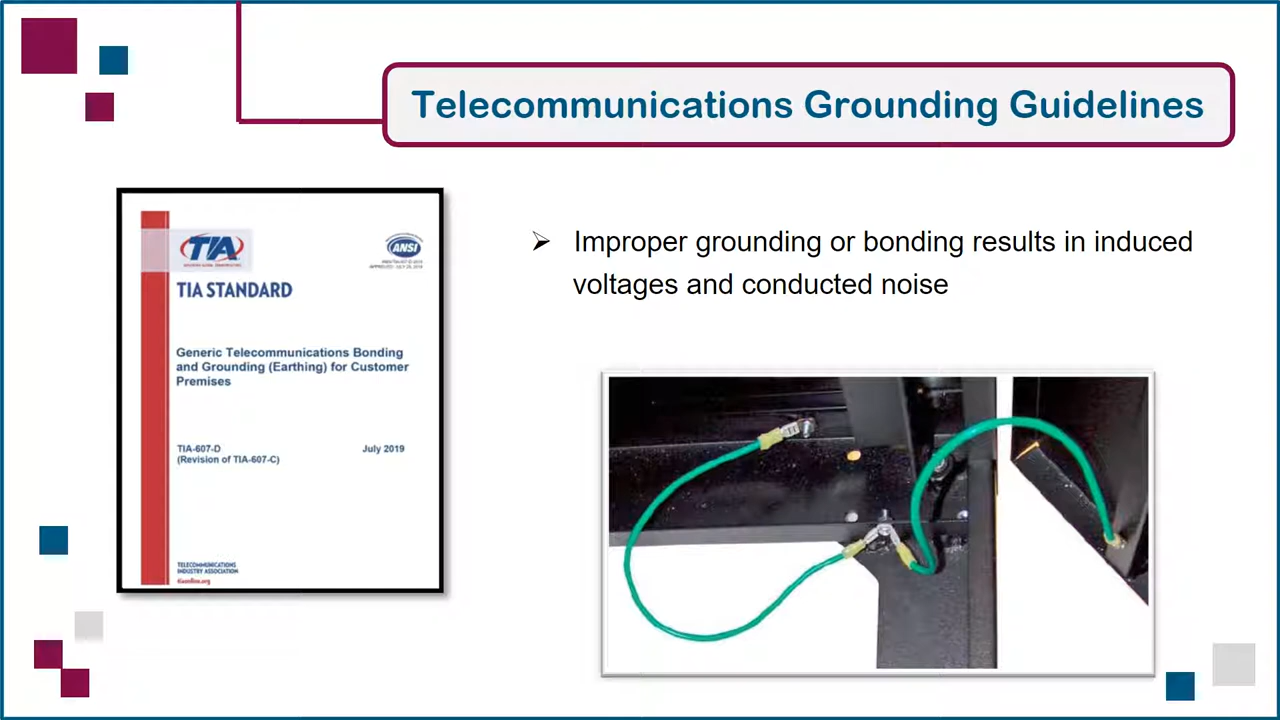 Telecommunications Grounding Guidelines
TIA
ANSI
TIA STANDARD
Generic Telecommunications Bonding
and Grounding (Earthing) for Customer
Premises
TIA-607-D
July 2019
(Revision of TIA-607-C)
TELECOMMUNICATIONS
INDUSTRY ASSOCIATION
tiaonline.org
➢ Improper grounding or bonding results in induced
voltages and conducted noise